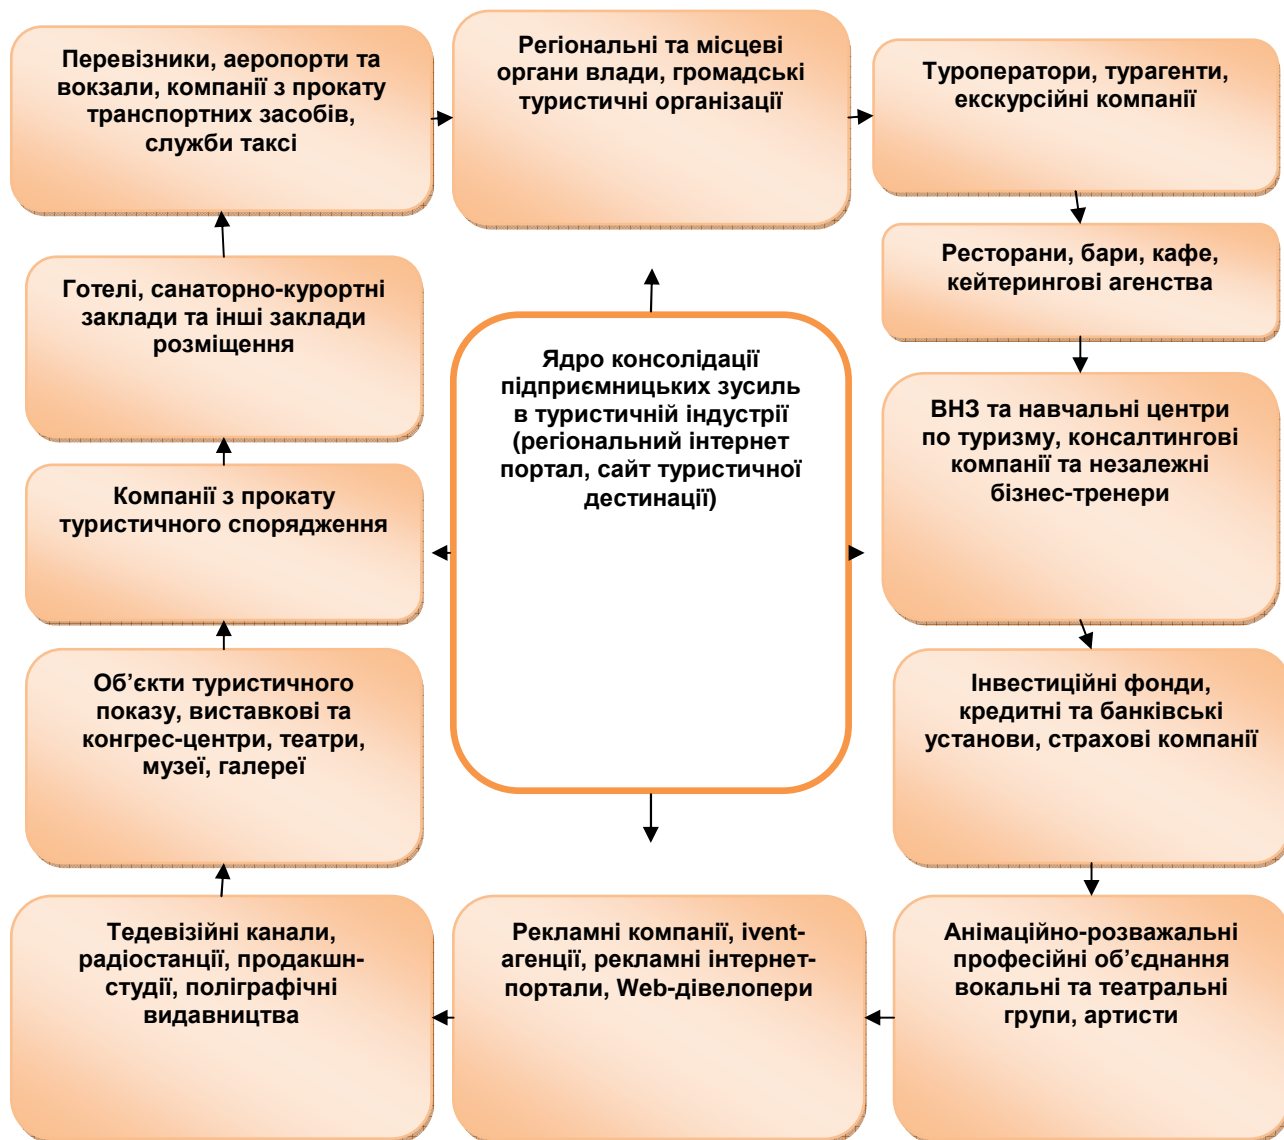 Перевізники, аеропорти та
вокзали, компанії з прокату
транспортних засобів,
служби таксі
Регіональні та місцеві
органи влади, громадські
туристичні організації
Туроператори, турагенти,
екскурсійні компанії
Готелі, санаторно-курортні
заклади та інші заклади
розміщення
Ресторани, бари, кафе,
кейтерингові агенства
Ядро консолідації
підприємницьких зусиль
в туристичній індустрії
(регіональний інтернет
портал, сайт туристичної
дестинації)
ВНЗ та навчальні центри
по туризму, консалтингові
компанії та незалежні
бізнес-тренери
Компанії з прокату
туристичного спорядження
Об’єкти туристичного
показу, виставкові та
конгрес-центри, театри,
музеї, галереї
Інвестиційні фонди,
кредитні та банківські
установи, страхові компанії
Тедевізійні канали,
радіостанції, продакшн-
студії, поліграфічні
видавництва
Рекламні компанії, ivent-
агенції, рекламні інтернет-
портали, Web-дівелопери
Анімаційно-розважальні
професійні об’єднання
вокальні та театральні
групи, артисти